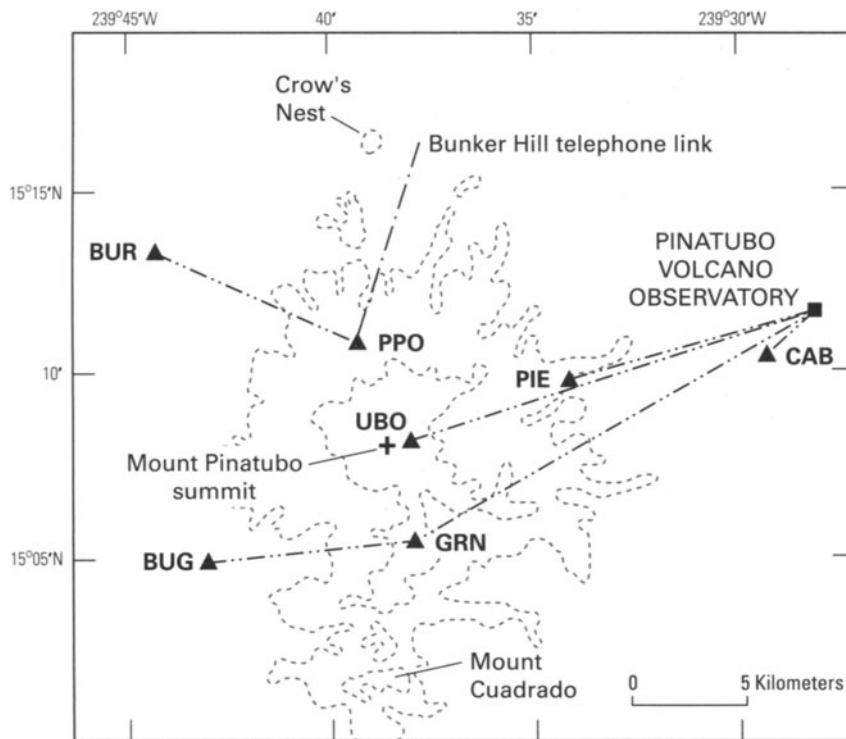 239°45'W 40' 35' 239°30'W
Crow's
Nest
Bunker Hill telephone link
15°15'N
BUR
PINATUBO
VOLCANO
OBSERVATORY
PPO
10'
PIE
CAB
UBO
Mount Pinatubo
summit
GRN
15°05'N
BUG
Mount
Cuadrado
0 5 Kilometers